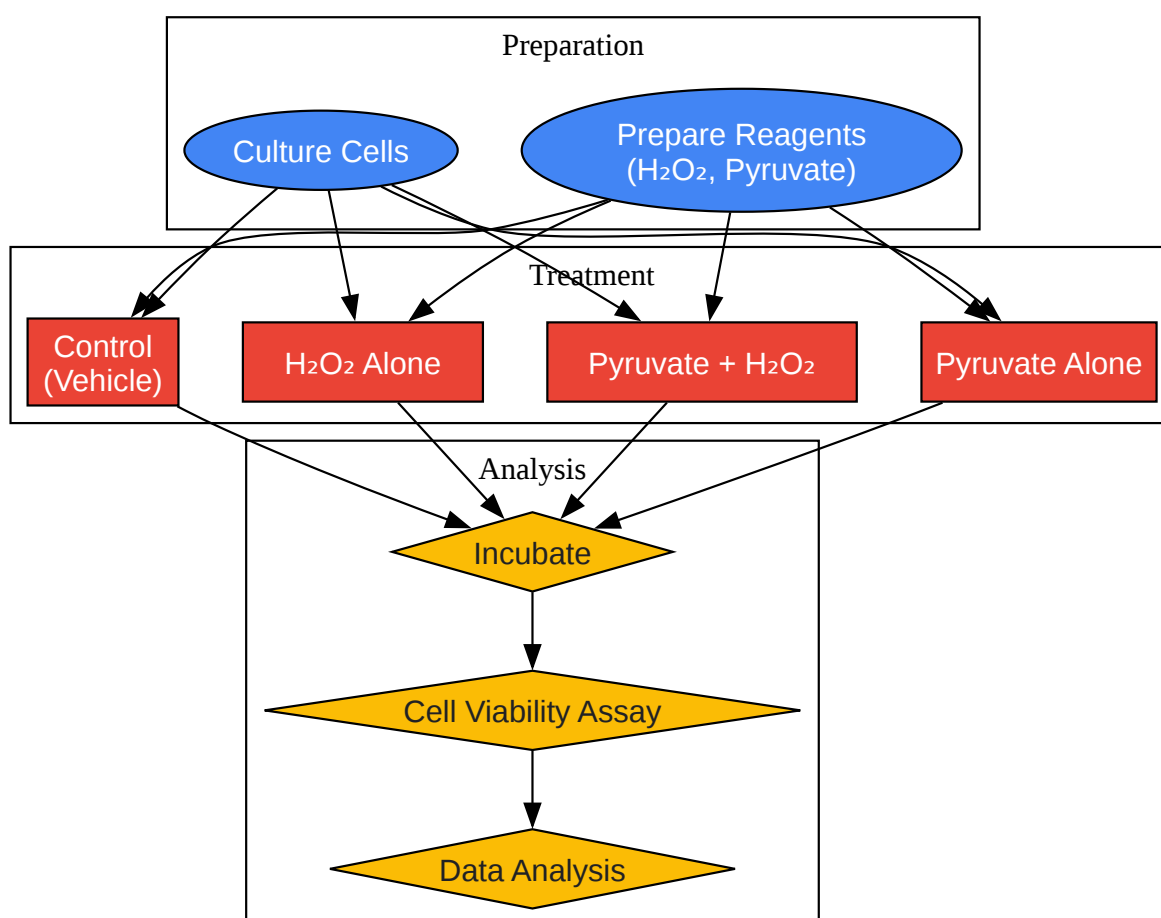 Preparation
Culture Cells
Prepare Reagents
(H₂O₂, Pyruvate)
Treatment
Control
(Vehicle)
H₂O₂ Alone
Pyruvate + H₂O₂
Pyruvate Alone
Analysis
Incubate
Cell Viability Assay
Data Analysis